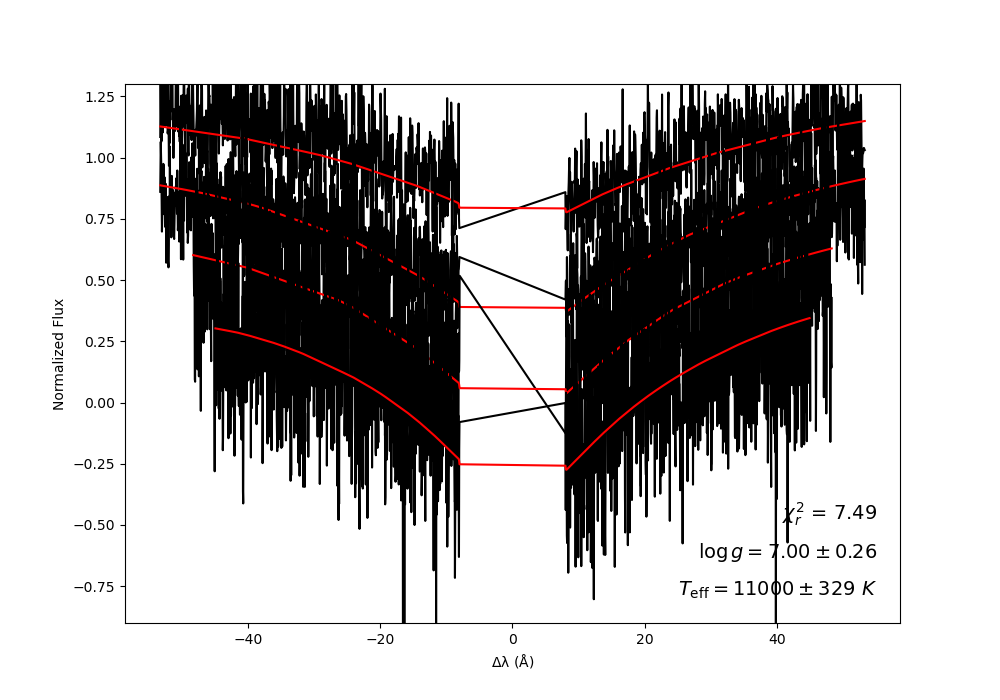 1.25
1.00
0.75
0.50
0.25
0.00
−0.25
−0.50
−0.75
Normalized Flux
χ²ᵣ = 7.49
log g = 7.00 ± 0.26
T_eff = 11000 ± 329 K
−40 −20 0 20 40
Δλ (Å)